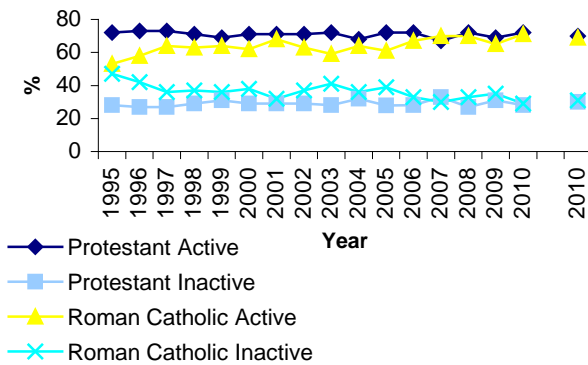 80
60
40
20
0
%
1995 1996 1997 1998 1999 2000 2001 2002 2003 2004 2005 2006 2007 2008 2009 2010 2010
Year
Protestant Active
Protestant Inactive
Roman Catholic Active
Roman Catholic Inactive